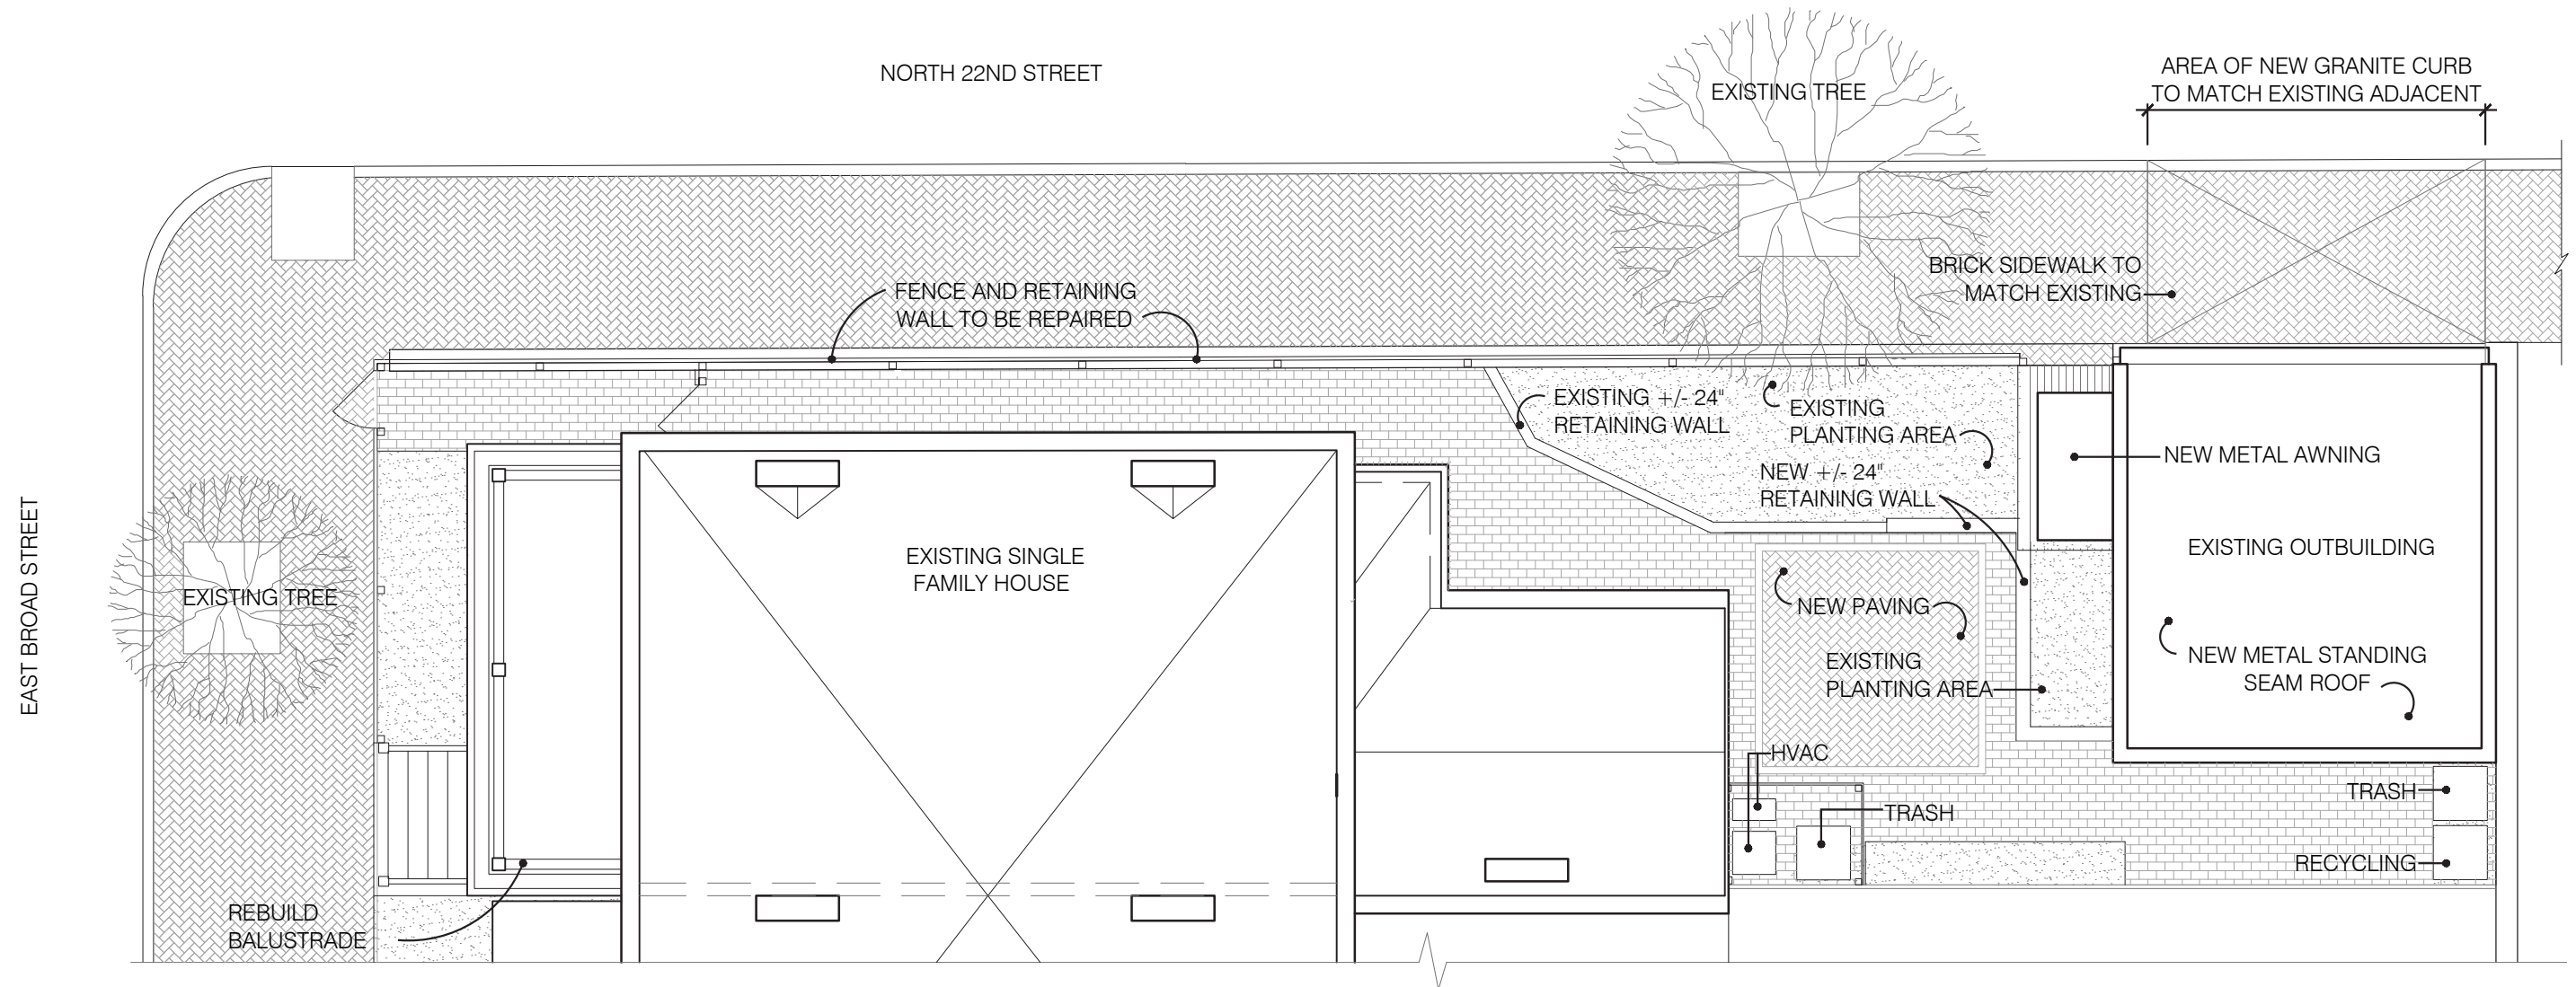 NORTH 22ND STREET
EXISTING TREE
AREA OF NEW GRANITE CURB
TO MATCH EXISTING ADJACENT
BRICK SIDEWALK TO
MATCH EXISTING
FENCE AND RETAINING
WALL TO BE REPAIRED
EXISTING +/- 24"
RETAINING WALL
EXISTING
PLANTING AREA
NEW +/- 24"
RETAINING WALL
NEW METAL AWNING
EXISTING OUTBUILDING
NEW METAL STANDING
SEAM ROOF
EXISTING SINGLE
FAMILY HOUSE
EAST BROAD STREET
EXISTING TREE
NEW PAVING
EXISTING
PLANTING AREA
HVAC
TRASH
TRASH
RECYCLING
REBUILD
BALUSTRADE